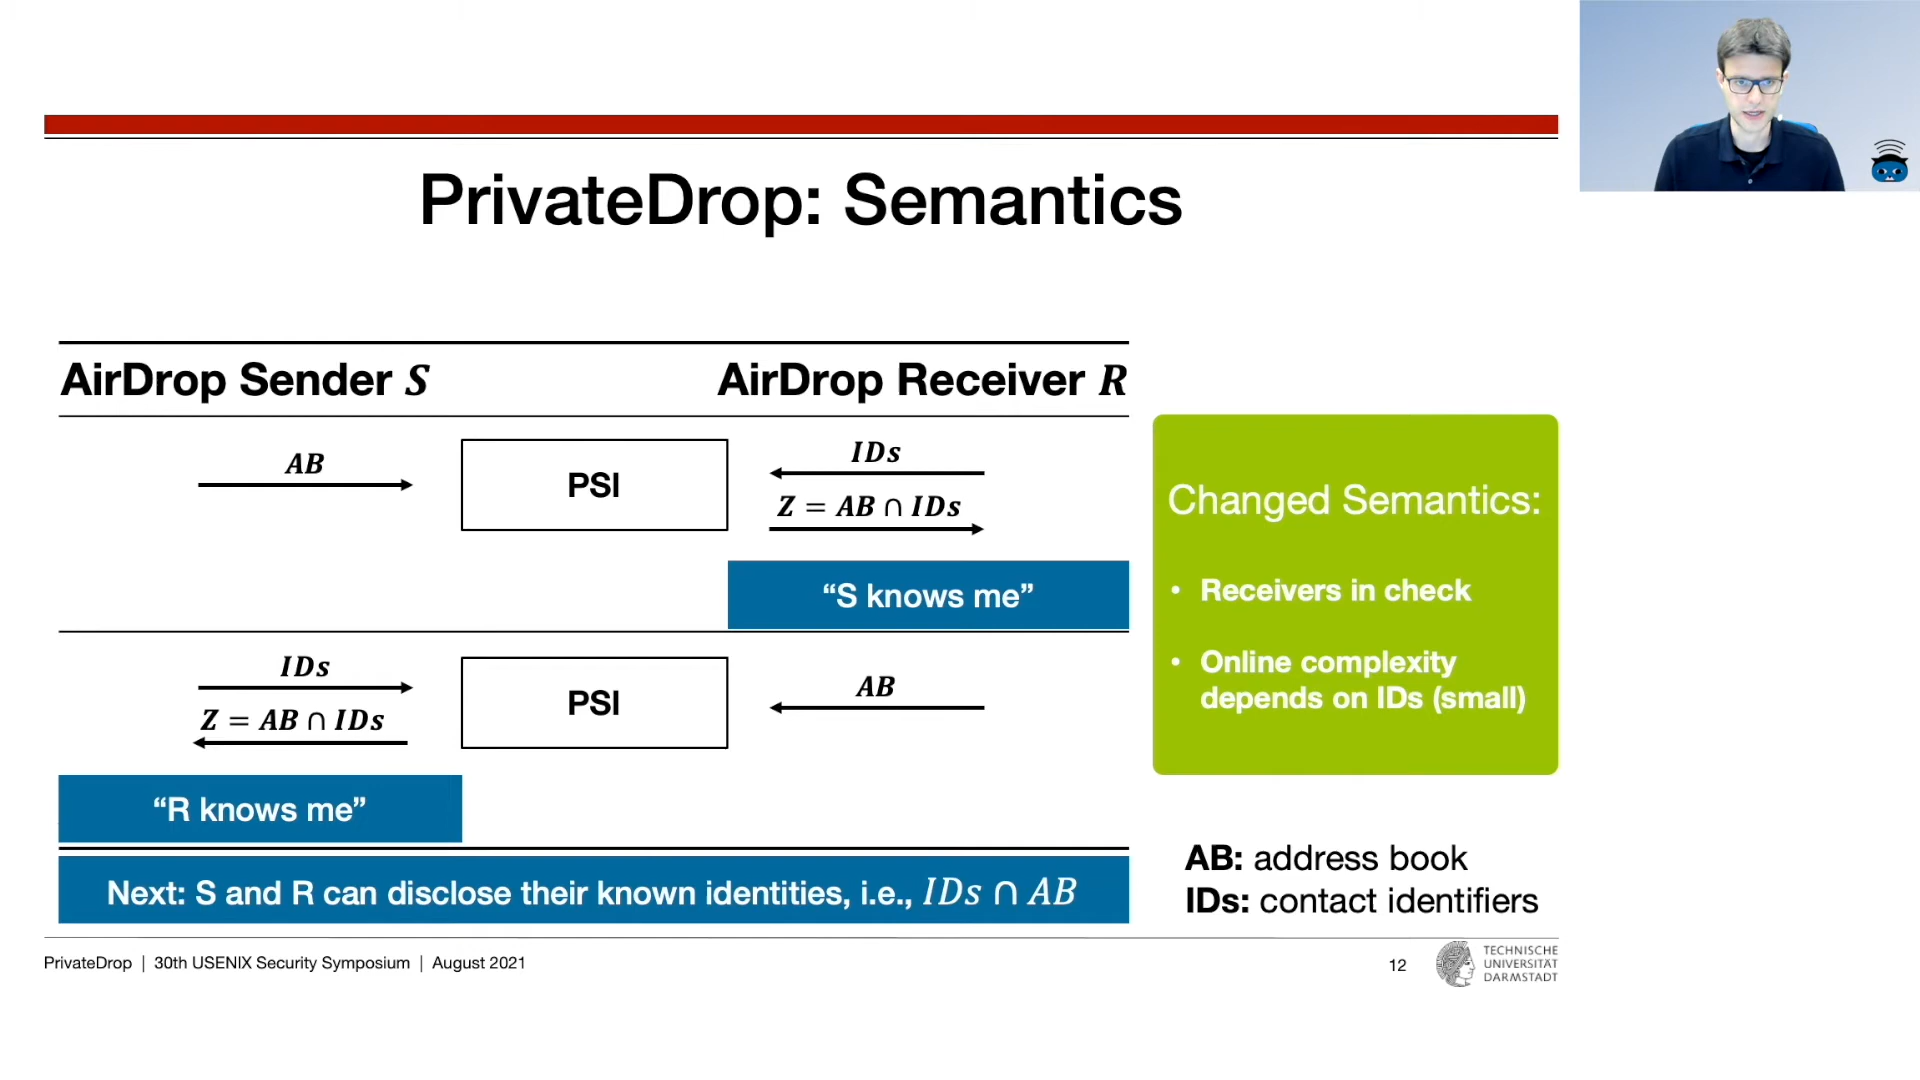 PrivateDrop: Semantics
AirDrop Sender S
AirDrop Receiver R
AB
PSI
IDs
Z = AB ∩ IDs
“S knows me”
IDs
Z = AB ∩ IDs
PSI
AB
“R knows me”
Next: S and R can disclose their known identities, i.e., IDs ∩ AB
Changed Semantics:
• Receivers in check
• Online complexity
depends on IDs (small)
AB: address book
IDs: contact identifiers
PrivateDrop | 30th USENIX Security Symposium | August 2021
12
TECHNISCHE
UNIVERSITÄT
DARMSTADT